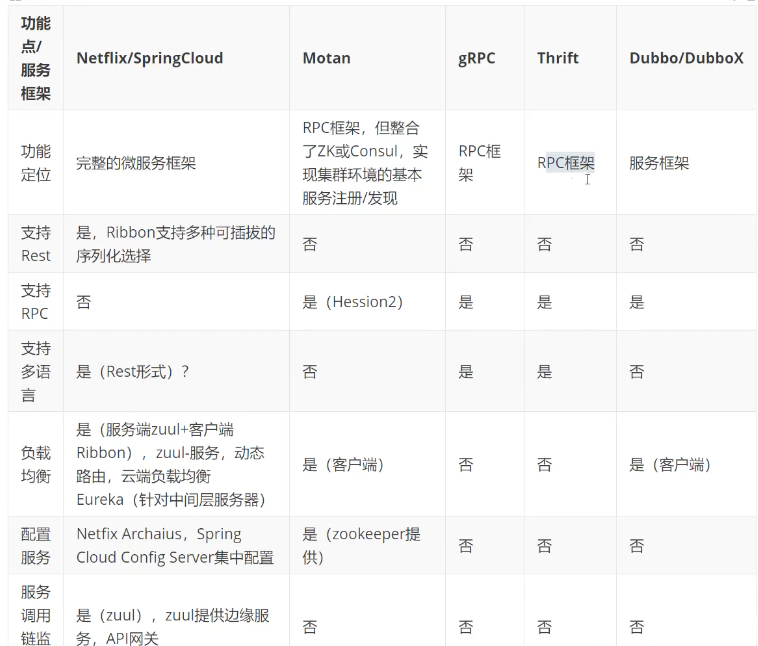 功能点/服务框架 Netflix/SpringCloud Motan gRPC Thrift Dubbo/DubboX
功能定位 完整的微服务框架 RPC框架，但整合了ZK或Consul，实现集群环境的基本服务注册/发现 RPC框架 RPC框架 服务框架
支持Rest 是，Ribbon支持多种可插拔的序列化选择 否 否 否 否
支持RPC 否 是（Hession2） 是 是 是
支持多语言 是（Rest形式）？ 否 是 是 否
负载均衡 是（服务端zuul+客户端Ribbon），zuul-服务，动态路由，云端负载均衡 Eureka（针对中间层服务器） 是（客户端） 否 否 是（客户端）
配置服务 Netfix Archaius，Spring Cloud Config Server集中配置 是（zookeeper提供） 否 否 否
服务调用链监 是（zuul），zuul提供边缘服务，API网关 否 否 否 否